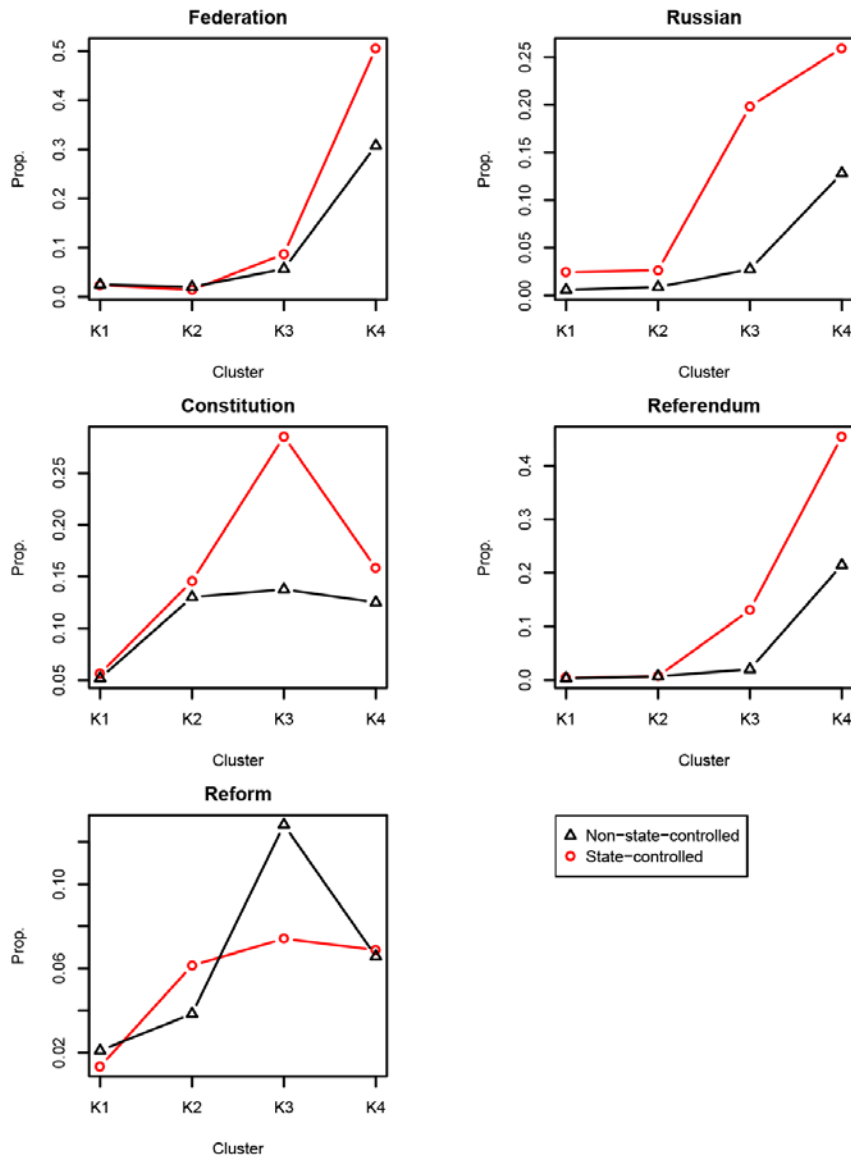 Federation
Prop.
0.0
0.1
0.2
0.3
0.4
0.5
K1
K2
K3
K4
Cluster
Russian
Prop.
0.00
0.05
0.10
0.15
0.20
0.25
K1
K2
K3
K4
Cluster
Constitution
Prop.
0.05
0.10
0.15
0.20
0.25
K1
K2
K3
K4
Cluster
Referendum
Prop.
0.0
0.1
0.2
0.3
0.4
K1
K2
K3
K4
Cluster
Reform
Prop.
0.02
0.06
0.10
K1
K2
K3
K4
Cluster
Non−state−controlled
State−controlled